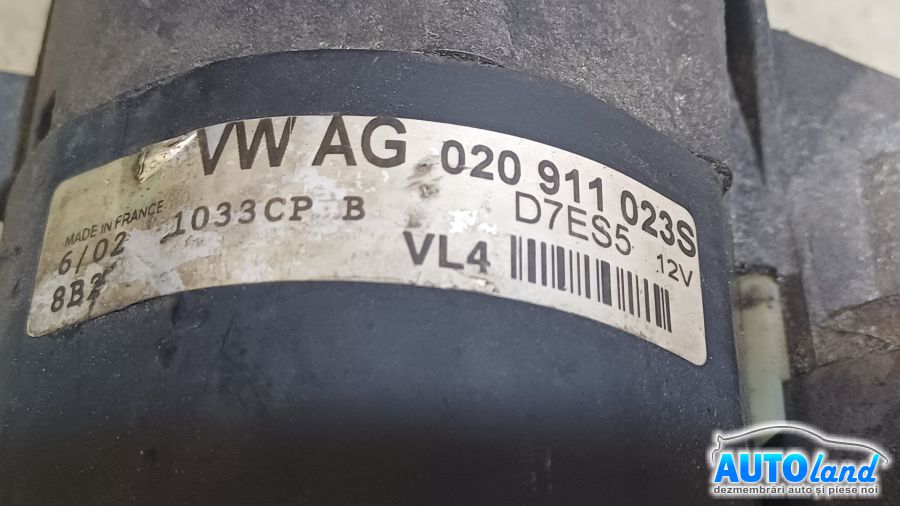 VW AG 020 911 023S
MADE IN FRANCE 1033CP B D7ES5
6/02 VL4 12V
8B2
AUTOland
dezmembrări auto și piese noi